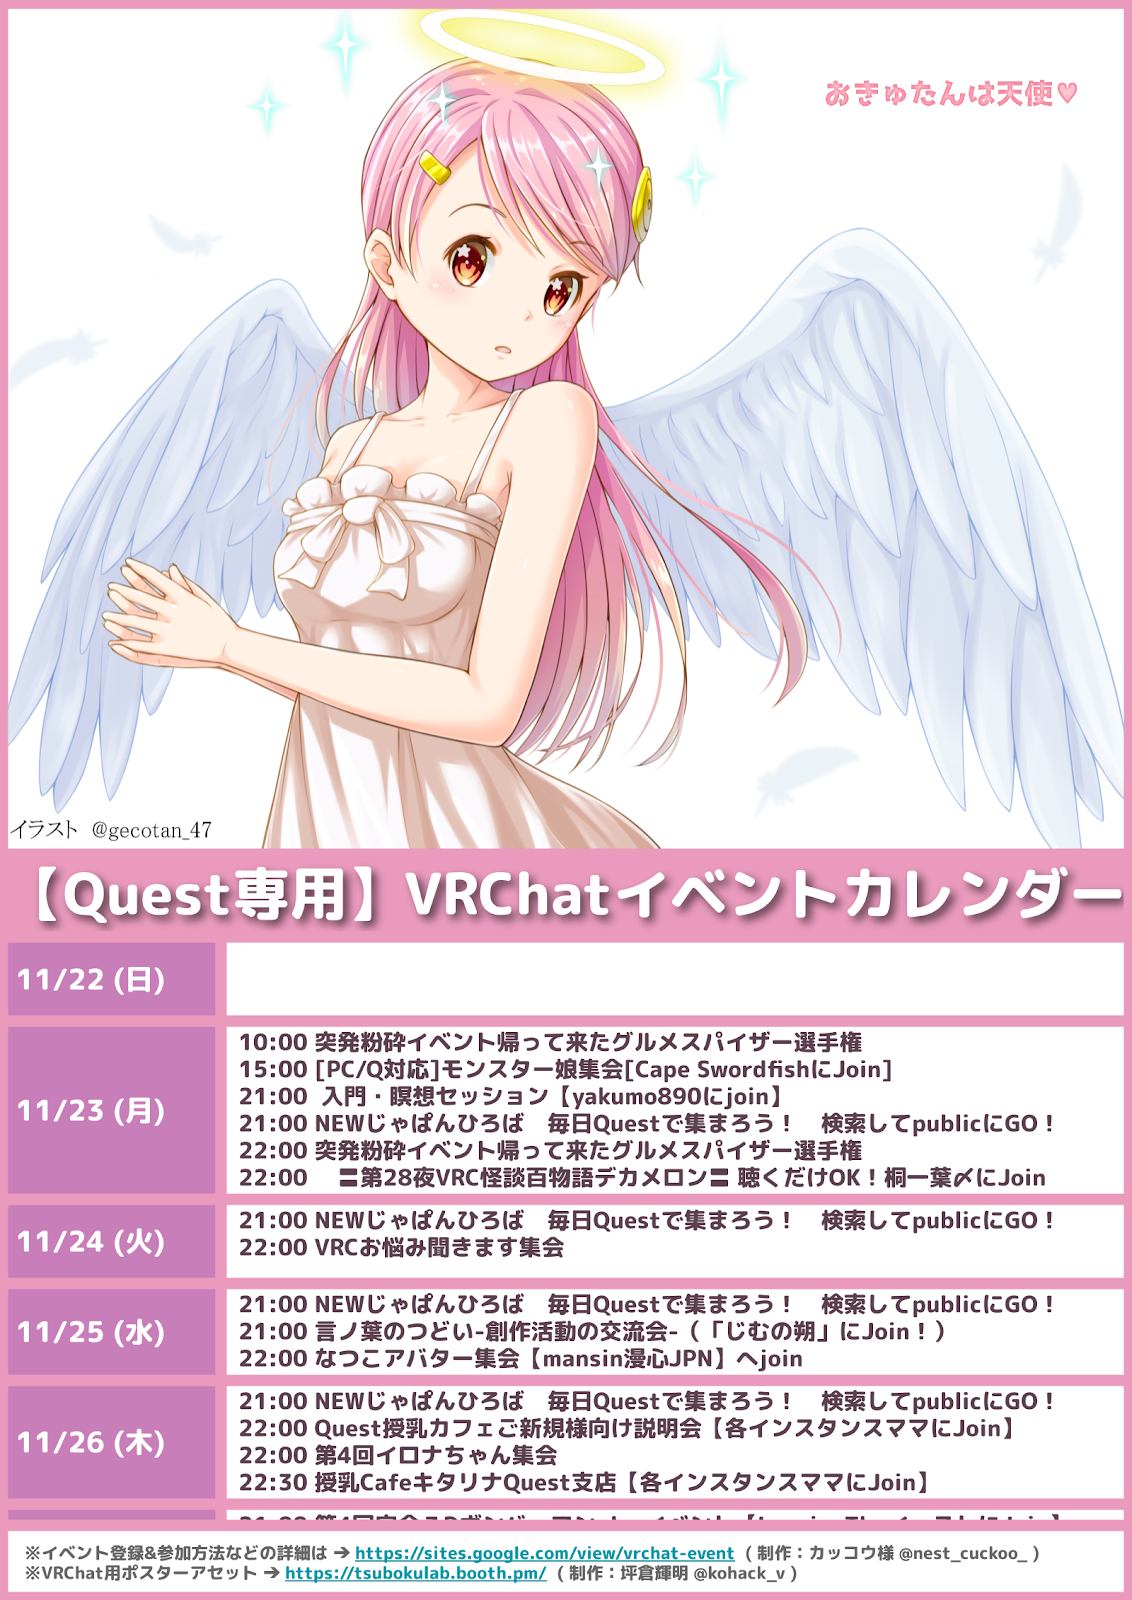 おきゅたんは天使♥
イラスト @gecotan_47
【Quest専用】VRChatイベントカレンダー
11/22 (日)
11/23 (月)
10:00 突発粉砕イベント帰って来たグルメスパイザー選手権
15:00 [PC/Q対応]モンスター娘集会[Cape SwordfishにJoin]
21:00 入門・瞑想セッション【yakumo890にjoin】
21:00 NEWじゃぱんひろば 毎日Questで集まろう！ 検索してpublicにGO！
22:00 突発粉砕イベント帰って来たグルメスパイザー選手権
22:00 〓第28夜VRC怪談百物語デカメロン〓 聴くだけOK！桐一葉〆にJoin
11/24 (火)
21:00 NEWじゃぱんひろば 毎日Questで集まろう！ 検索してpublicにGO！
22:00 VRCお悩み聞きます集会
11/25 (水)
21:00 NEWじゃぱんひろば 毎日Questで集まろう！ 検索してpublicにGO！
21:00 言ノ葉のつどい-創作活動の交流会-（「じむの朔」にJoin！）
22:00 なつこアバター集会【mansin漫心JPN】へjoin
11/26 (木)
21:00 NEWじゃぱんひろば 毎日Questで集まろう！ 検索してpublicにGO！
22:00 Quest授乳カフェご新規様向け説明会【各インスタンスママにJoin】
22:00 第4回イロナちゃん集会
22:30 授乳CafeキタリナQuest支店【各インスタンスママにJoin】
※イベント登録&参加方法などの詳細は ➔ https://sites.google.com/view/vrchat-event ( 制作：カッコウ様 @nest_cuckoo_ )
※VRChat用ポスターアセット ➔ https://tsubokulab.booth.pm/ ( 制作：坪倉輝明 @kohack_v )